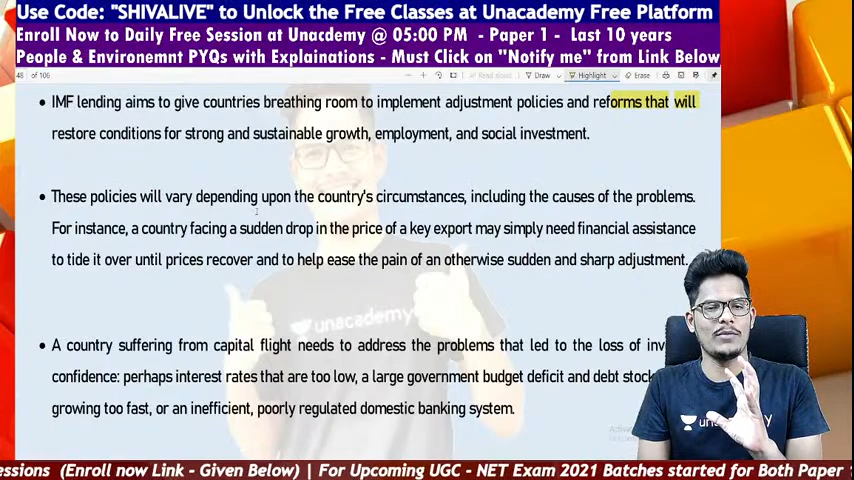 Use Code: "SHIVALIVE" to Unlock the Free Classes at Unacademy Free Platform
Enroll Now to Daily Free Session at Unacdemy @ 05:00 PM - Paper 1 - Last 10 years
People & Environemnt PYQs with Explainations - Must Click on "Notify me" from Link Below
48 of 106 Read aloud Draw Highlight Erase
• IMF lending aims to give countries breathing room to implement adjustment policies and reforms that will
restore conditions for strong and sustainable growth, employment, and social investment.
• These policies will vary depending upon the country's circumstances, including the causes of the problems.
For instance, a country facing a sudden drop in the price of a key export may simply need financial assistance
to tide it over until prices recover and to help ease the pain of an otherwise sudden and sharp adjustment.
unacademy
• A country suffering from capital flight needs to address the problems that led to the loss of inv
confidence: perhaps interest rates that are too low, a large government budget deficit and debt stock
growing too fast, or an inefficient, poorly regulated domestic banking system.
essions (Enroll now Link - Given Below) | For Upcoming UGC - NET Exam 2021 Batches started for Both Paper